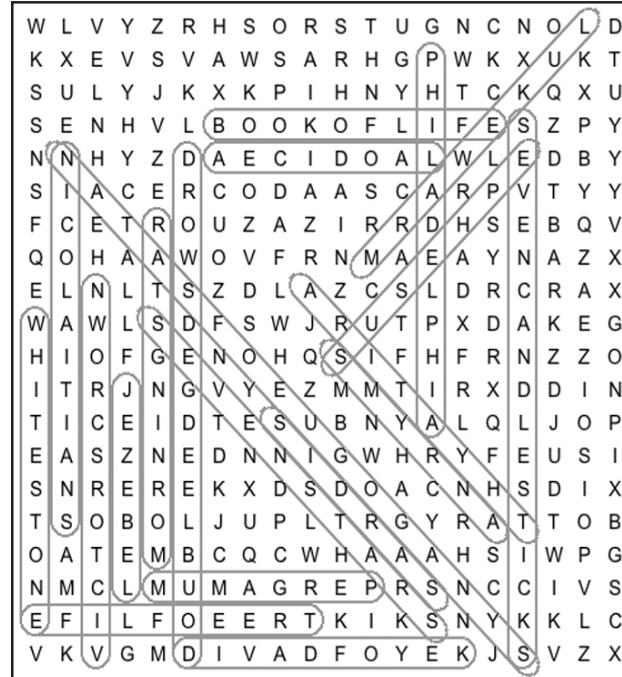 W L V Y Z R H S O R S T U G N C N O L D
K X E V S V A W S A R H G P W K X U K T
S U L Y J K X K P I H N Y H T C K Q X U
S E N H V L B O O K O F L I F E S Z P Y
N N H Y Z D A E C I D O A L W L E D B Y
S I A C E R C O D A A S C A R P V T Y Y
F C E T R O U Z A Z I R R D H S E B Q V
Q O H A A W O V F R N M A E A Y N A Z X
E L N L T S Z D L A Z C S L D R C R A X
W A W L S D F S W J R U T P X D A K E G
H I O F G E N O H Q S I F H F R N Z Z O
I T R J N G V Y E Z M M T I R X D D I N
T I C E I D T E S U B N Y A L Q L J O P
E A S Z N E D N N I G W H R Y F E U S I
S N R E R E K X D S D O A C N H S D I X
T S O B O L J U P L T R G Y R A T T O B
O A T E M B C Q C W H A A A H S I W P G
N M C L M U M A G R E P R S N C C I V S
E F I L F O E E R T K I K S N Y K K L C
V K V G M D I V A D F O Y E K J S V Z X